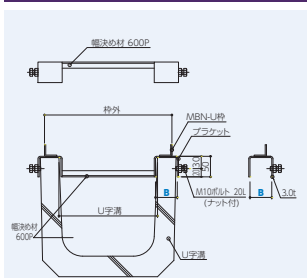 幅決め材 600P
枠外
MBN-U枠
ブラケット
50
B
M10ボルト 20L
(ナット付)
B
3.0t
U字溝
幅決め材
600P
U字溝